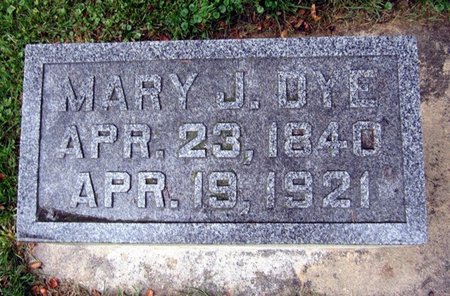 MARY J. DYE
APR. 23, 1840
APR. 19, 1921